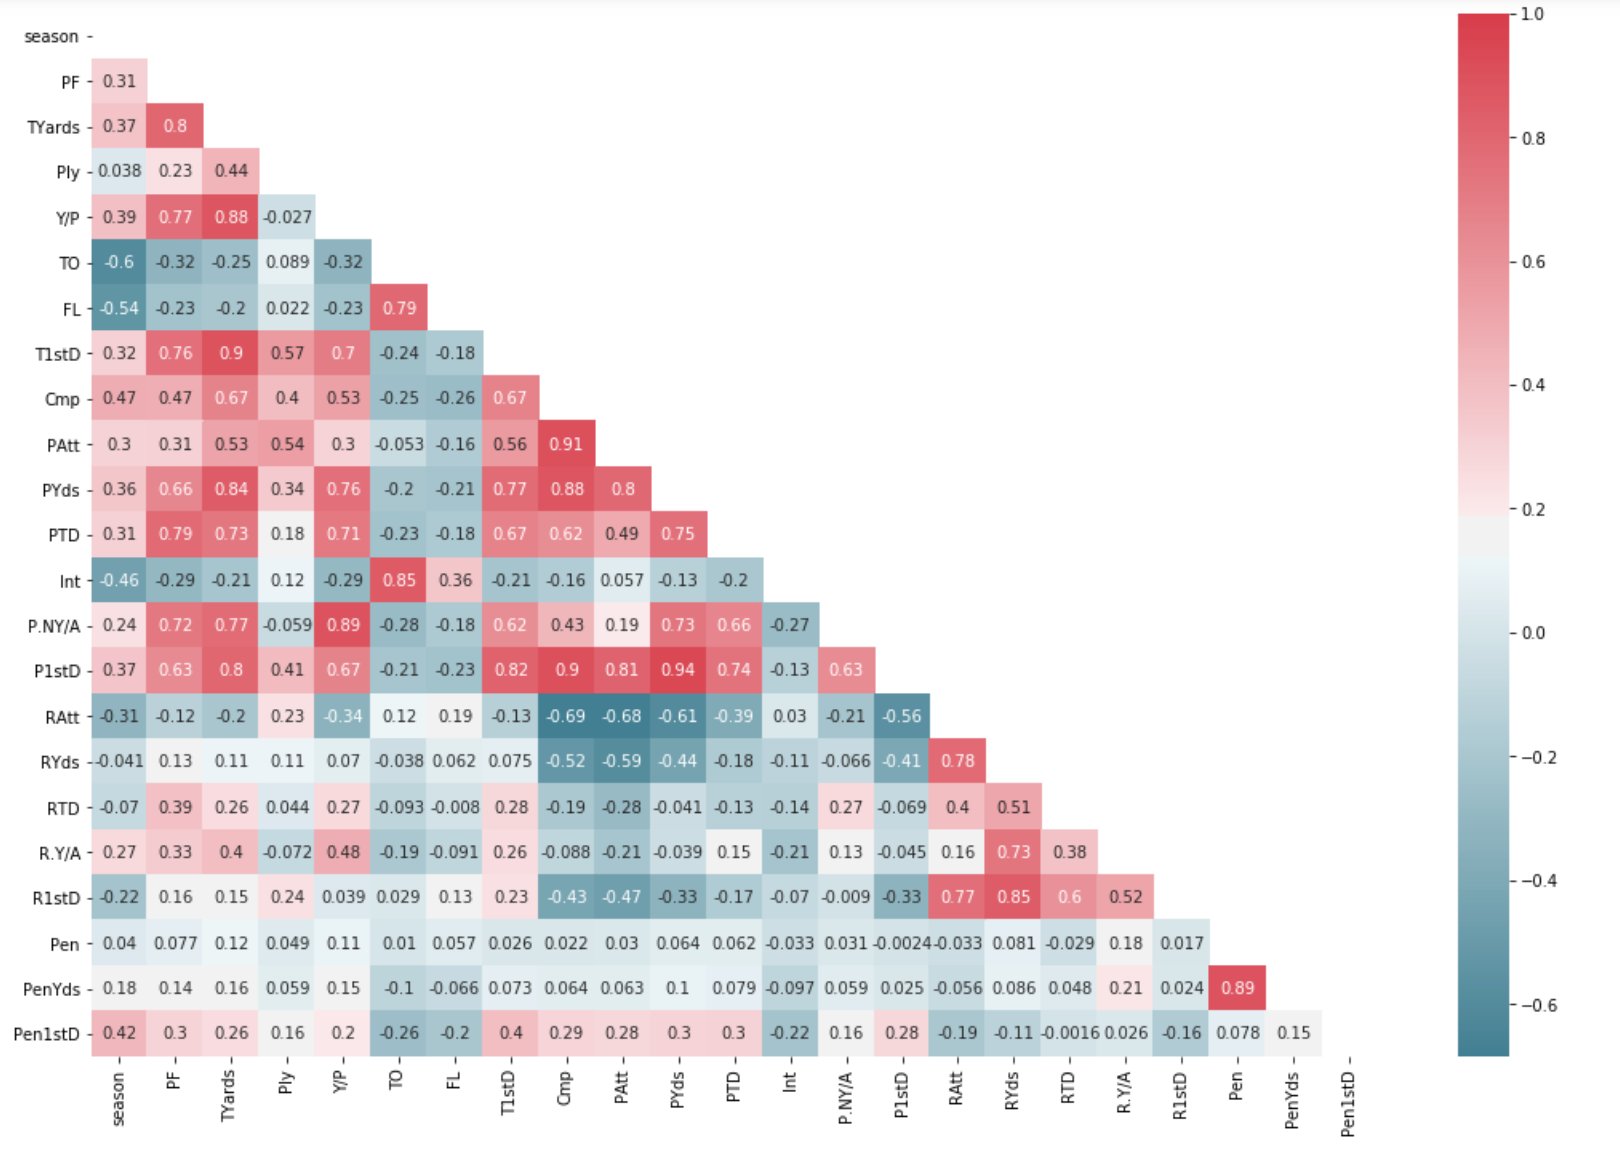 season
PF 0.31
TYards 0.37 0.8
Ply 0.038 0.23 0.44
Y/P 0.39 0.77 0.88 -0.027
TO -0.6 -0.32 -0.25 0.089 -0.32
FL -0.54 -0.23 -0.2 0.022 -0.23 0.79
T1stD 0.32 0.76 0.9 0.57 0.7 -0.24 -0.18
Cmp 0.47 0.47 0.67 0.4 0.53 -0.25 -0.26 0.67
PAtt 0.3 0.31 0.53 0.54 0.3 -0.053 -0.16 0.56 0.91
PYds 0.36 0.66 0.84 0.34 0.76 -0.2 -0.21 0.77 0.88 0.8
PTD 0.31 0.79 0.73 0.18 0.71 -0.23 -0.18 0.67 0.62 0.49 0.75
Int -0.46 -0.29 -0.21 0.12 -0.29 0.85 0.36 -0.21 -0.16 0.057 -0.13 -0.2
P.NY/A 0.24 0.72 0.77 -0.059 0.89 -0.28 -0.18 0.62 0.43 0.19 0.73 0.66 -0.27
P1stD 0.37 0.63 0.8 0.41 0.67 -0.21 -0.23 0.82 0.9 0.81 0.94 0.74 -0.13 0.63
RAtt -0.31 -0.12 -0.2 0.23 -0.34 0.12 0.19 -0.13 -0.69 -0.68 -0.61 -0.39 0.03 -0.21 -0.56
RYds -0.041 0.13 0.11 0.11 0.07 -0.038 0.062 0.075 -0.52 -0.59 -0.44 -0.18 -0.11 -0.066 -0.41 0.78
RTD -0.07 0.39 0.26 0.044 0.27 -0.093 -0.008 0.28 -0.19 -0.28 -0.041 -0.13 -0.14 0.27 -0.069 0.4 0.51
R.Y/A 0.27 0.33 0.4 -0.072 0.48 -0.19 -0.091 0.26 -0.088 -0.21 -0.039 0.15 -0.21 0.13 -0.045 0.16 0.73 0.38
R1stD -0.22 0.16 0.15 0.24 0.039 0.029 0.13 0.23 -0.43 -0.47 -0.33 -0.17 -0.07 -0.009 -0.33 0.77 0.85 0.6 0.52
Pen 0.04 0.077 0.12 0.049 0.11 0.01 0.057 0.026 0.022 0.03 0.064 0.062 -0.033 0.031 -0.0024 -0.033 0.081 -0.029 0.18 0.017
PenYds 0.18 0.14 0.16 0.059 0.15 -0.1 -0.066 0.073 0.064 0.063 0.1 0.079 -0.097 0.059 0.025 -0.056 0.086 0.048 0.21 0.024 0.89
Pen1stD 0.42 0.3 0.26 0.16 0.2 -0.26 -0.2 0.4 0.29 0.28 0.3 0.3 -0.22 0.16 0.28 -0.19 -0.11 -0.0016 0.026 -0.16 0.078 0.15
season PF TYards Ply Y/P TO FL T1stD Cmp PAtt PYds PTD Int P.NY/A P1stD RAtt RYds RTD R.Y/A R1stD Pen PenYds Pen1stD
1.0
0.8
0.6
0.4
0.2
0.0
−0.2
−0.4
−0.6